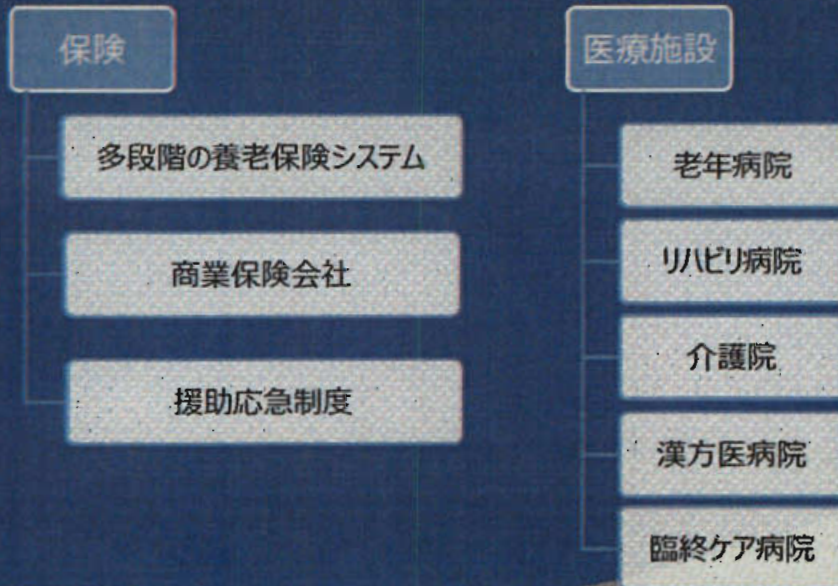 保険
多段階の養老保険システム
商業保険会社
援助応急制度
医療施設
老年病院
リハビリ病院
介護院
漢方医病院
臨終ケア病院